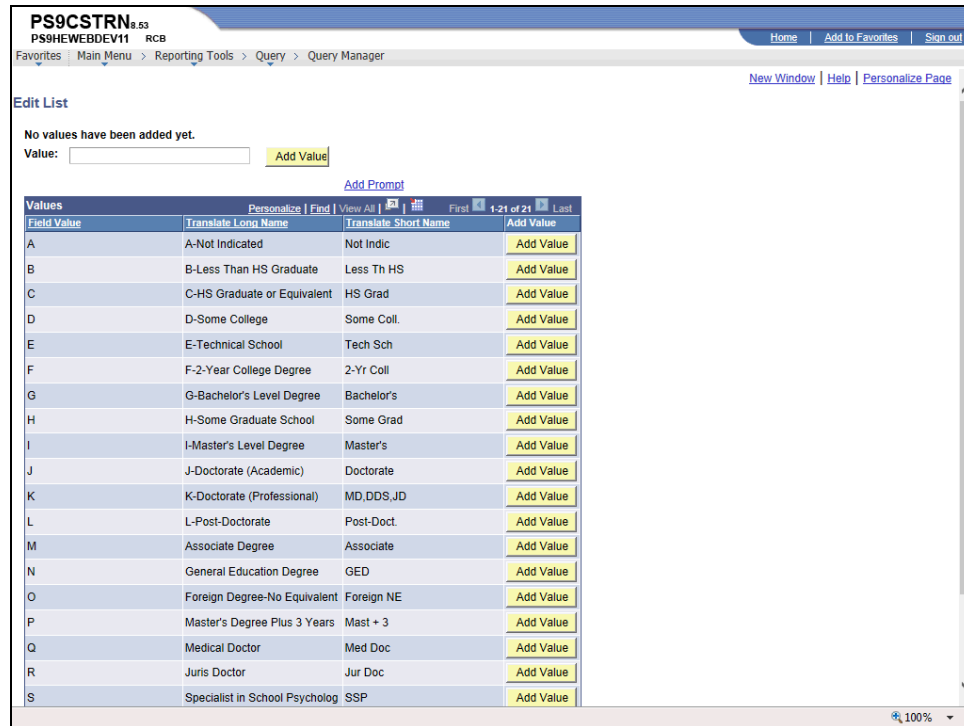 PS9CSTRN8.53
PS9HEWEBDEV11 RCB
Home | Add to Favorites | Sign out
Favorites Main Menu > Reporting Tools > Query > Query Manager
New Window | Help | Personalize Page
Edit List
No values have been added yet.
Value: Add Value
Add Prompt
Values Personalize | Find | View All | First 1-21 of 21 Last
Field Value Translate Long Name Translate Short Name Add Value
A A-Not Indicated Not Indic Add Value
B B-Less Than HS Graduate Less Th HS Add Value
C C-HS Graduate or Equivalent HS Grad Add Value
D D-Some College Some Coll. Add Value
E E-Technical School Tech Sch Add Value
F F-2-Year College Degree 2-Yr Coll Add Value
G G-Bachelor's Level Degree Bachelor's Add Value
H H-Some Graduate School Some Grad Add Value
I I-Master's Level Degree Master's Add Value
J J-Doctorate (Academic) Doctorate Add Value
K K-Doctorate (Professional) MD,DDS,JD Add Value
L L-Post-Doctorate Post-Doct. Add Value
M Associate Degree Associate Add Value
N General Education Degree GED Add Value
O Foreign Degree-No Equivalent Foreign NE Add Value
P Master's Degree Plus 3 Years Mast + 3 Add Value
Q Medical Doctor Med Doc Add Value
R Juris Doctor Jur Doc Add Value
S Specialist in School Psycholog SSP Add Value
100%